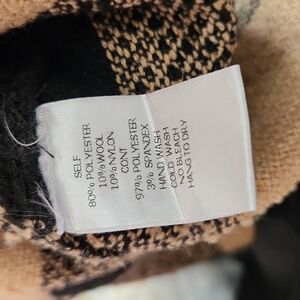 SELF
80% POLYESTER
10% WOOL
10% NYLON
CONT
97% POLYESTER
3% SPANDEX
HAND WASH
COLD WASH
NO BLEACH
HANG TO DRY